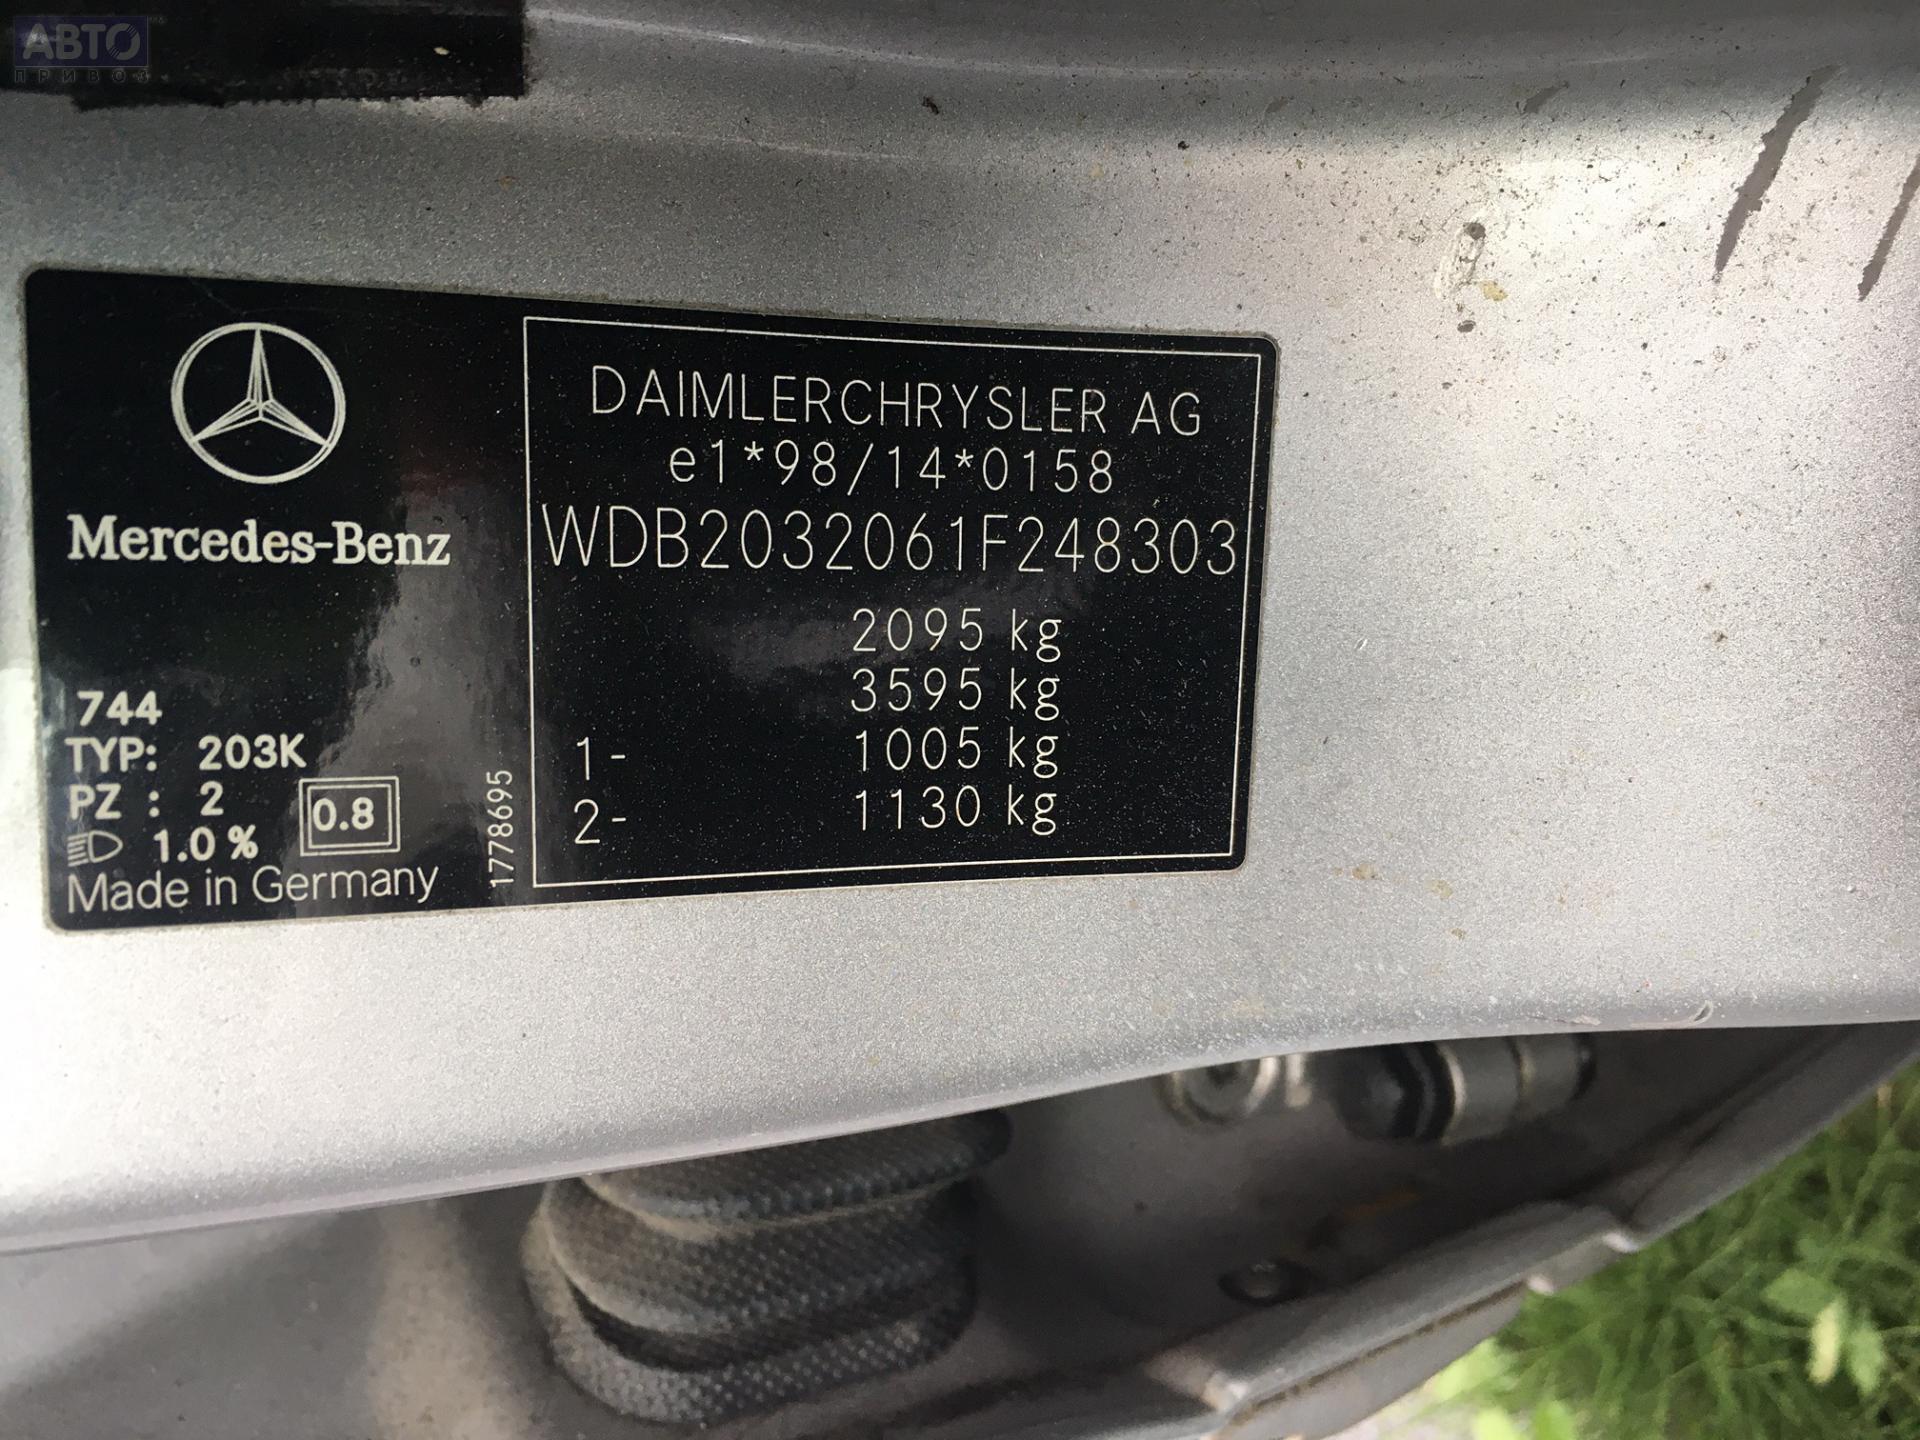 АВТО
ПРИВОЗ
Mercedes-Benz
744
TYP: 203K
PZ : 2
1.0 %
0.8
Made in Germany
1778695
DAIMLERCHRYSLER AG
e1*98/14*0158
WDB2032061F248303
2095 kg
3595 kg
1- 1005 kg
2- 1130 kg